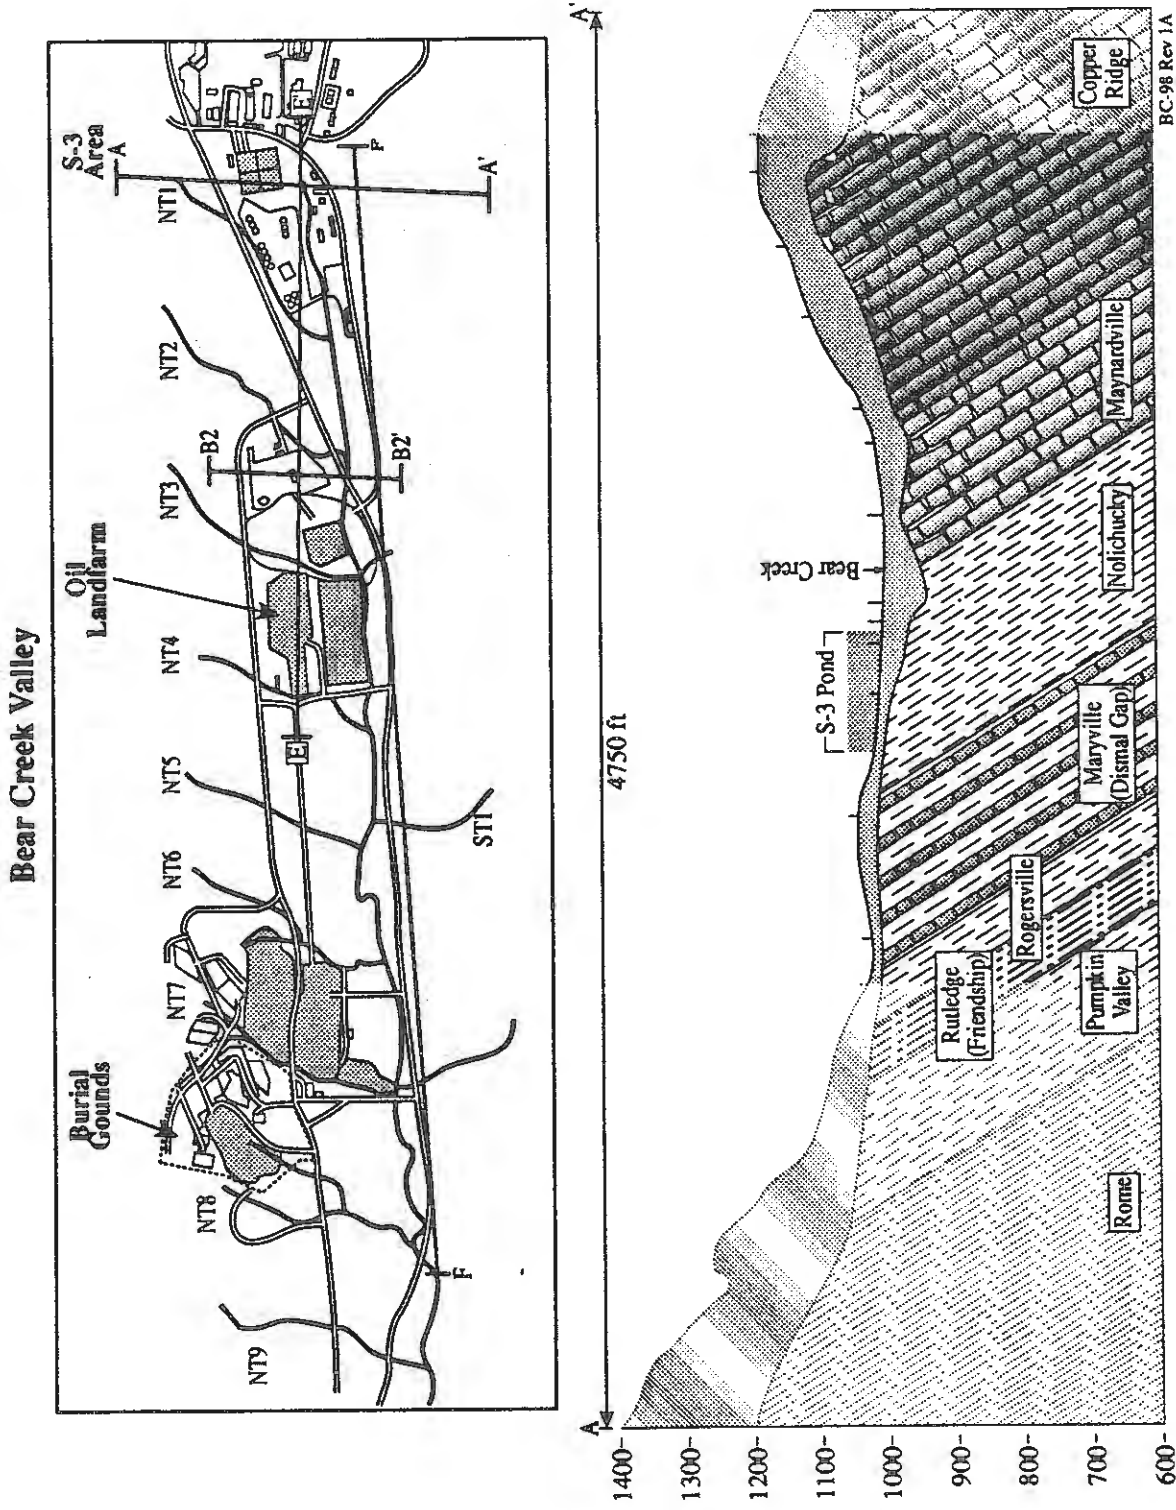 Bear Creek Valley
Burial
Gounds
Oil
Landfarm
S-3
Area
A
NT9
NT8
NT7
NT6
NT5
NT4
NT3
NT2
NT1
B2
B2'
E
E'
F
F
A'
ST1
A
4750 ft
A'
1400-
1300-
1200-
1100-
1000-
900-
800-
700-
600-
S-3 Pond
Bear Creek
Rome
Rutledge
(Friendship)
Pumpkin
Valley
Rogersville
Maryville
(Dismal Gap)
Nolichucky
Maynardville
Copper
Ridge
BC-98 Rev 1A